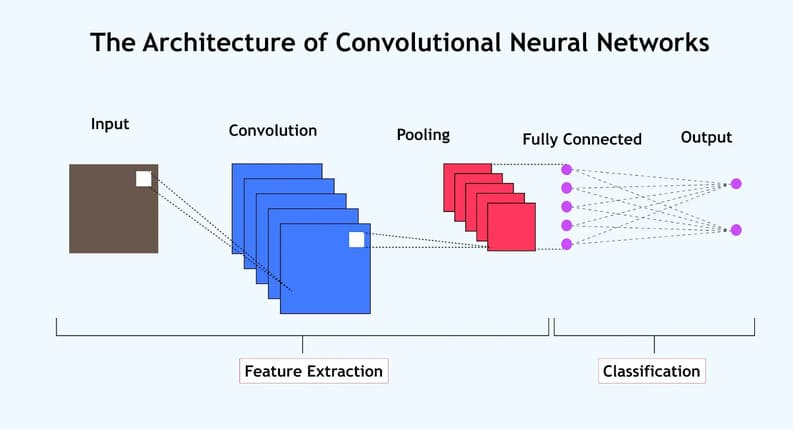 The Architecture of Convolutional Neural Networks
Input
Convolution
Pooling
Fully Connected
Output
Feature Extraction
Classification